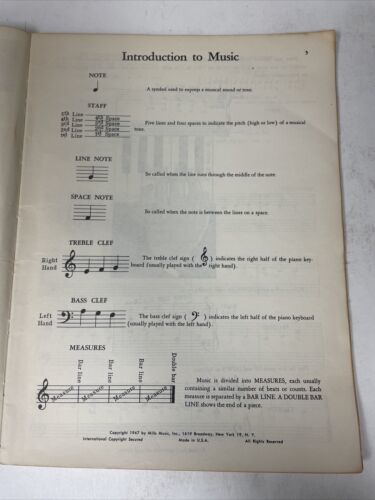 Introduction to Music
3
NOTE
A symbol used to express a musical sound or tone.
STAFF
5th Line
4th Space
4th Line
3rd Space
3rd Line
2nd Space
2nd Line
1st Space
1st Line
Five lines and four spaces to indicate the pitch (high or low) of a musical
tone.
LINE NOTE
So called when the line runs through the middle of the note.
SPACE NOTE
So called when the note is between the lines on a space.
TREBLE CLEF
Right
Hand
The treble clef sign ( ) indicates the right half of the piano key-
board (usually played with the right hand).
BASS CLEF
Left
Hand
The bass clef sign ( ) indicates the left half of the piano keyboard
(usually played with the left hand).
MEASURES
Bar line
Bar line
Bar line
Double bar
Measure
Measure
Measure
Measure
Music is divided into MEASURES, each usually
containing a similar number of beats or counts. Each
measure is separated by a BAR LINE. A DOUBLE BAR
LINE shows the end of a piece.
Copyright 1947 by Mills Music, Inc., 1619 Broadway, New York 19, N. Y.
International Copyright Secured
Made in U.S.A.
All Rights Reserved